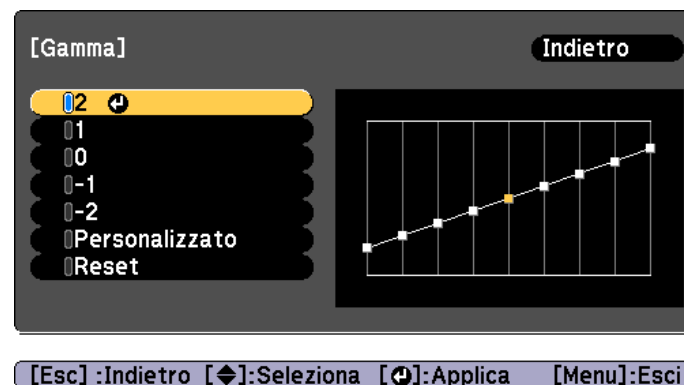 [Gamma]
Indietro
2
1
0
-1
-2
Personalizzato
Reset
[Esc] :Indietro [◆]:Seleziona [⏎]:Applica [Menu]:Esci